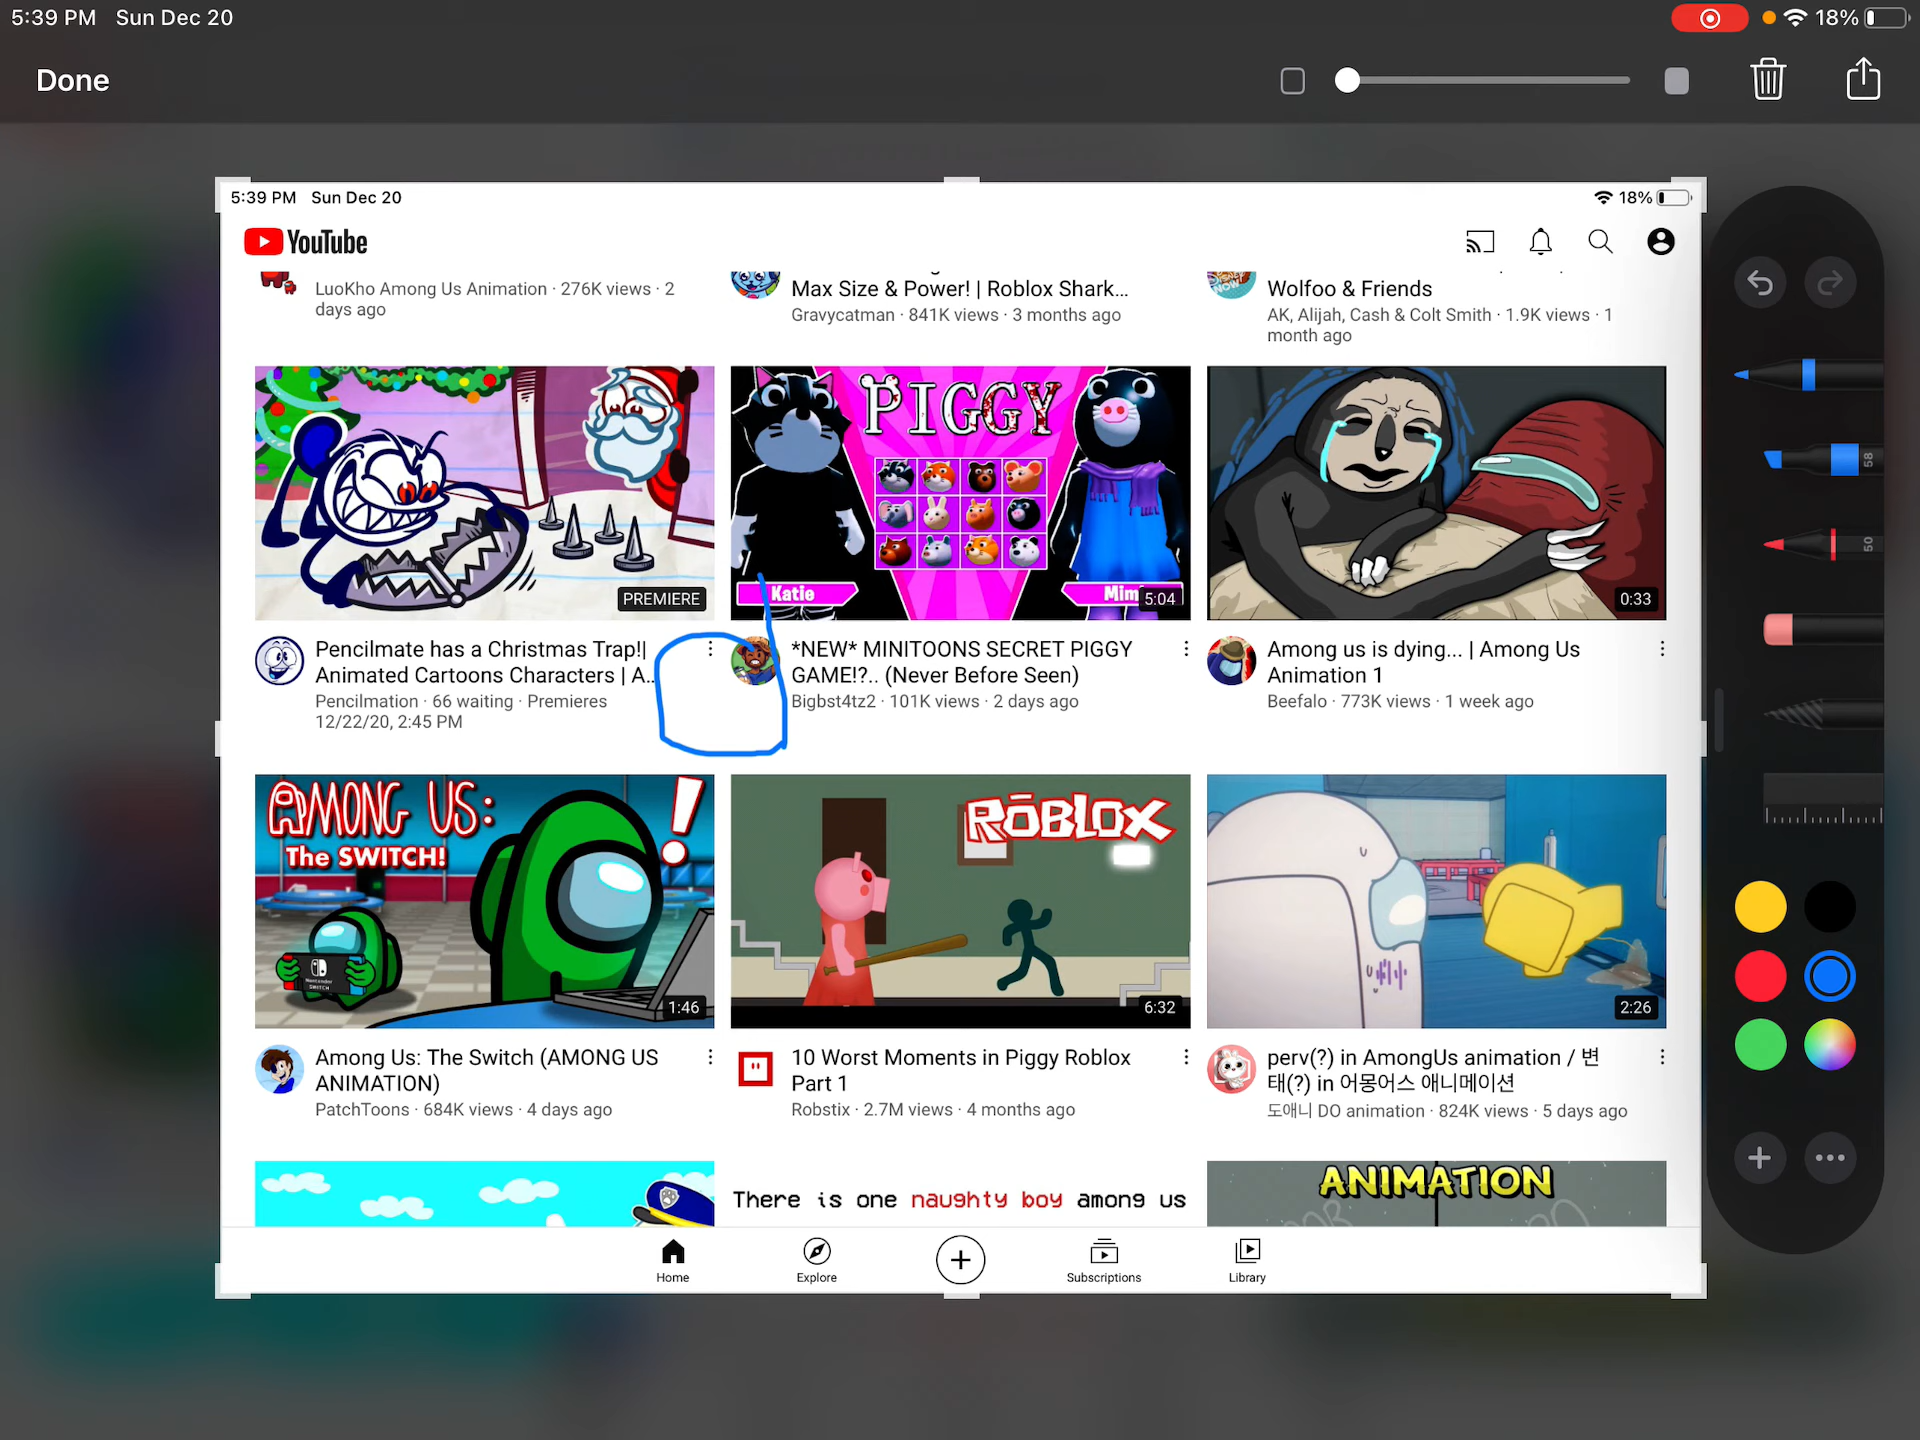 5:39 PM Sun Dec 20
18%
Done
5:39 PM Sun Dec 20
18%
YouTube
LuoKho Among Us Animation · 276K views · 2
days ago
Max Size & Power! | Roblox Shark...
Gravycatman · 841K views · 3 months ago
NOW
Wolfoo & Friends
AK, Alijah, Cash & Colt Smith · 1.9K views · 1
month ago
PREMIERE
PIGGY
Katie
Mim
5:04
0:33
Pencilmate has a Christmas Trap!|
Animated Cartoons Characters | A..
Pencilmation · 66 waiting · Premieres
12/22/20, 2:45 PM
*NEW* MINITOONS SECRET PIGGY
GAME!?.. (Never Before Seen)
Bigbst4tz2 · 101K views · 2 days ago
Among us is dying... | Among Us
Animation 1
Beefalo · 773K views · 1 week ago
58
50
AMONG US:
The SWITCH!
SWITCH
1:46
ROBLOX
6:32
2:26
Among Us: The Switch (AMONG US
ANIMATION)
PatchToons · 684K views · 4 days ago
10 Worst Moments in Piggy Roblox
Part 1
Robstix · 2.7M views · 4 months ago
perv(?) in AmongUs animation / 변
태(?) in 어몽어스 애니메이션
도애니 DO animation · 824K views · 5 days ago
There is one naughty boy among us
ANIMATION
Home
Explore
Subscriptions
Library